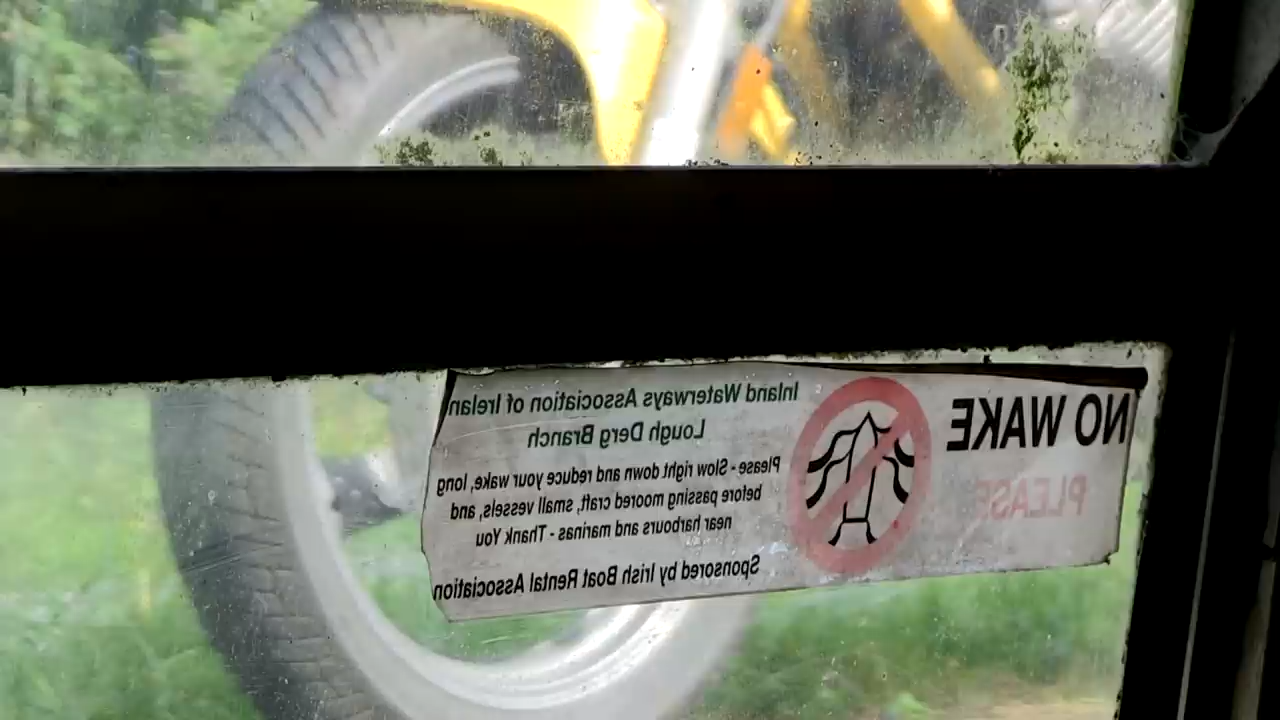 NO WAKE
PLEASE
Inland Waterways Association of Irelan
Lough Derg Branch
Please - Slow right down and reduce your wake, long
before passing moored craft, small vessels, and
near harbours and marinas - Thank You
Sponsored by Irish Boat Rental Association